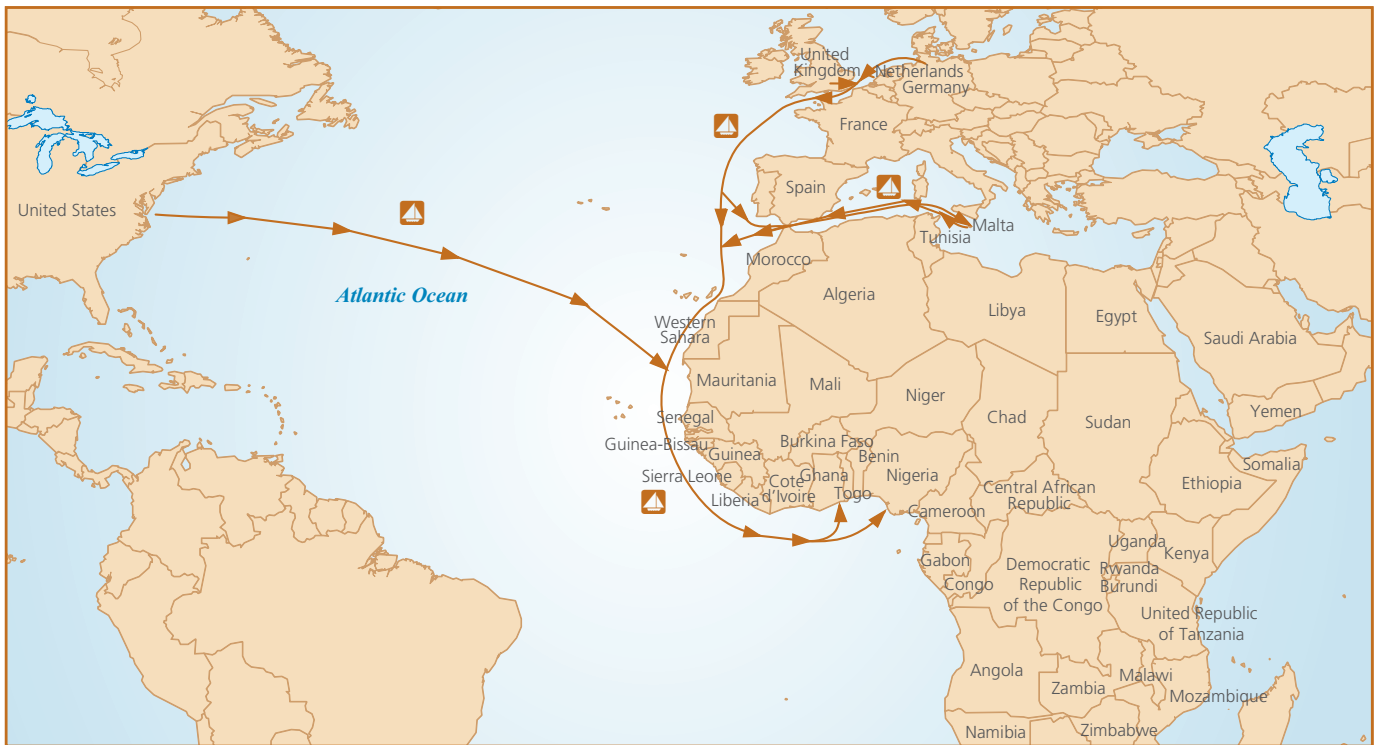 United
Kingdom
Netherlands
Germany
France
Spain
United States
Malta
Tunisia
Morocco
Atlantic Ocean
Algeria
Libya
Egypt
Western
Sahara
Saudi Arabia
Mauritania
Mali
Niger
Chad
Sudan
Yemen
Senegal
Guinea-Bissau
Guinea
Burkina Faso
Benin
Nigeria
Ghana
Togo
Sierra Leone
Liberia
Cote
d'Ivoire
Somalia
Ethiopia
Central African
Republic
Cameroon
Uganda
Kenya
Gabon
Congo
Democratic
Republic
of the Congo
Rwanda
Burundi
United Republic
of Tanzania
Angola
Zambia
Malawi
Mozambique
Namibia
Zimbabwe